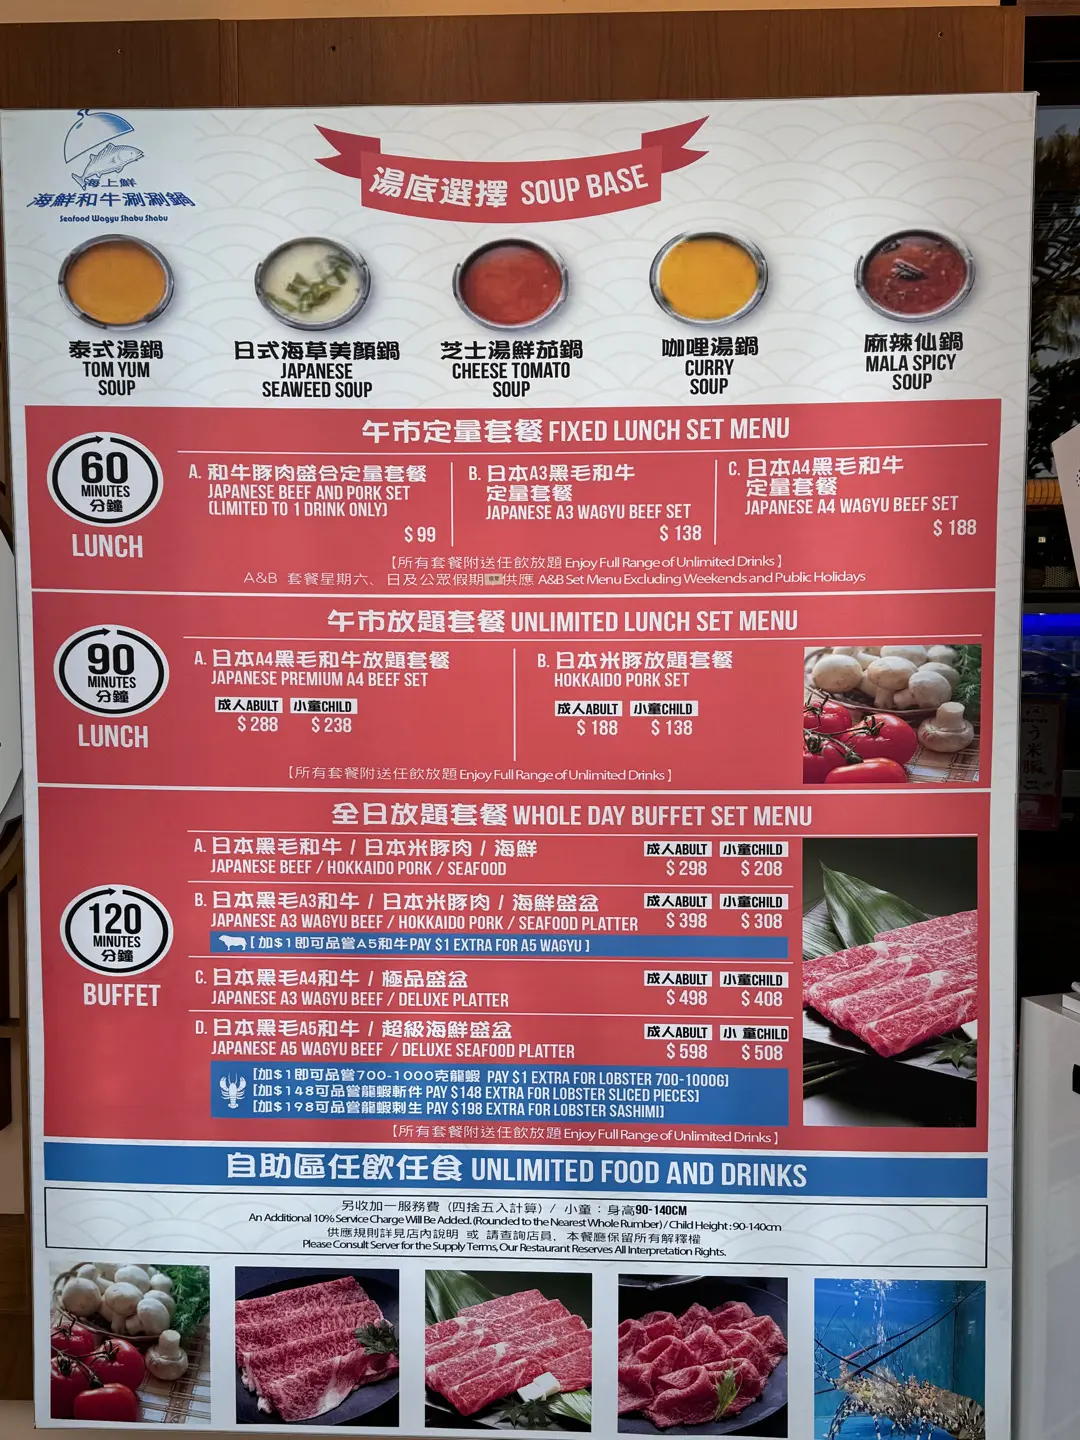 海上鮮
海鮮和牛涮涮鍋
Seafood Wagyu Shabu Shabu
湯底選擇 SOUP BASE
泰式湯鍋
TOM YUM
SOUP
日式海草美顏鍋
JAPANESE
SEAWEED SOUP
芝士湯鮮茄鍋
CHEESE TOMATO
SOUP
咖哩湯鍋
CURRY
SOUP
麻辣仙鍋
MALA SPICY
SOUP
午市定量套餐 FIXED LUNCH SET MENU
60
MINUTES
分鐘
LUNCH
A. 和牛豚肉盛合定量套餐
JAPANESE BEEF AND PORK SET
(LIMITED TO 1 DRINK ONLY)
$ 99
B. 日本A3黑毛和牛
定量套餐
JAPANESE A3 WAGYU BEEF SET
$ 138
C. 日本A4黑毛和牛
定量套餐
JAPANESE A4 WAGYU BEEF SET
$ 188
【所有套餐附送任飲放題 Enjoy Full Range of Unlimited Drinks】
A&B 套餐星期六、日及公眾假期供應 A&B Set Menu Excluding Weekends and Public Holidays
午市放題套餐 UNLIMITED LUNCH SET MENU
90
MINUTES
分鐘
LUNCH
A. 日本A4黑毛和牛放題套餐
JAPANESE PREMIUM A4 BEEF SET
成人ABULT 小童CHILD
$ 288 $ 238
B. 日本米豚放題套餐
HOKKAIDO PORK SET
成人ABULT 小童CHILD
$ 188 $ 138
【所有套餐附送任飲放題 Enjoy Full Range of Unlimited Drinks】
全日放題套餐 WHOLE DAY BUFFET SET MENU
120
MINUTES
分鐘
BUFFET
A. 日本黑毛和牛 / 日本米豚肉 / 海鮮
JAPANESE BEEF / HOKKAIDO PORK / SEAFOOD
成人ABULT 小童CHILD
$ 298 $ 208
B. 日本黑毛A3和牛 / 日本米豚肉 / 海鮮盛盆
JAPANESE A3 WAGYU BEEF / HOKKAIDO PORK / SEAFOOD PLATTER
成人ABULT 小童CHILD
$ 398 $ 308
[加$1即可品嘗A5和牛PAY $1 EXTRA FOR A5 WAGYU]
C. 日本黑毛A4和牛 / 極品盛盆
JAPANESE A3 WAGYU BEEF / DELUXE PLATTER
成人ABULT 小童CHILD
$ 498 $ 408
D. 日本黑毛A5和牛 / 超級海鮮盛盆
JAPANESE A5 WAGYU BEEF / DELUXE SEAFOOD PLATTER
成人ABULT 小童CHILD
$ 598 $ 508
[加$1即可品嘗700-1000克龍蝦 PAY $1 EXTRA FOR LOBSTER 700-1000G]
[加$148可品嘗龍蝦斬件 PAY $148 EXTRA FOR LOBSTER SLICED PIECES]
[加$198可品嘗龍蝦刺生 PAY $198 EXTRA FOR LOBSTER SASHIMI]
【所有套餐附送任飲放題 Enjoy Full Range of Unlimited Drinks】
自助區任飲任食 UNLIMITED FOOD AND DRINKS
另收加一服務費 (四捨五入計算) / 小童：身高90-140CM
An Additional 10% Service Charge Will Be Added. (Rounded to the Nearest Whole Rumber) / Child Height : 90-140cm
供應規則詳見店內說明 或 請查詢店員，本餐廳保留所有解釋權
Please Consult Server for the Supply Terms, Our Restaurant Reserves All Interpretation Rights.